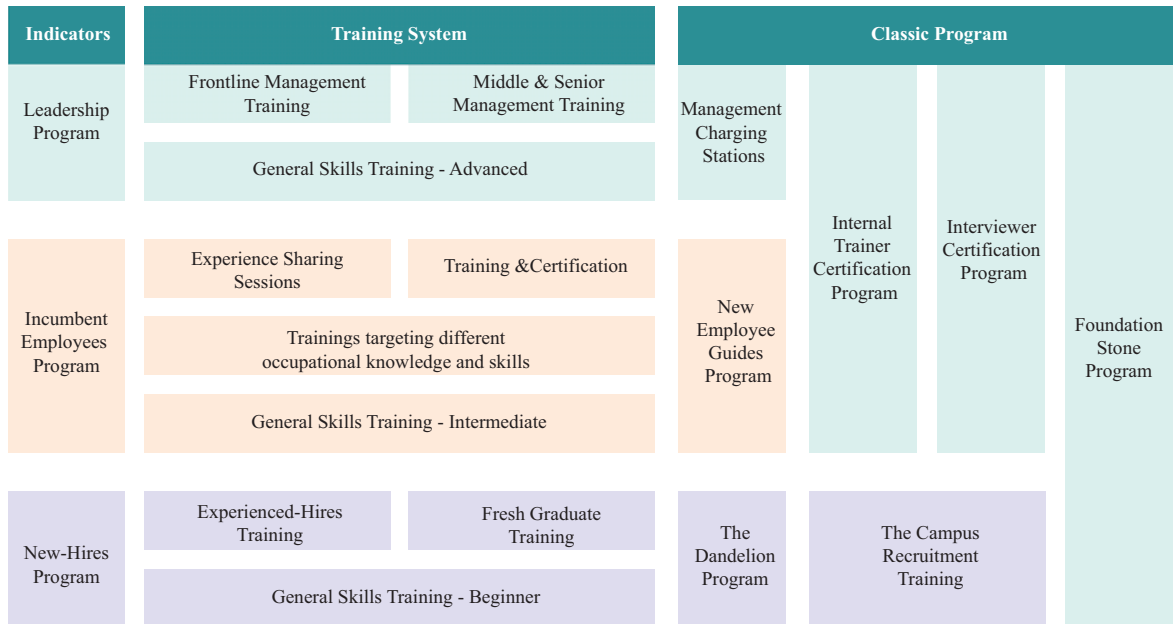 Indicators
Training System
Classic Program
Leadership
Program
Frontline Management
Training
Middle & Senior
Management Training
General Skills Training - Advanced
Management
Charging
Stations
Internal
Trainer
Certification
Program
Interviewer
Certification
Program
Foundation
Stone
Program
Incumbent
Employees
Program
Experience Sharing
Sessions
Training &Certification
Trainings targeting different
occupational knowledge and skills
General Skills Training - Intermediate
New
Employee
Guides
Program
New-Hires
Program
Experienced-Hires
Training
Fresh Graduate
Training
General Skills Training - Beginner
The
Dandelion
Program
The Campus
Recruitment
Training